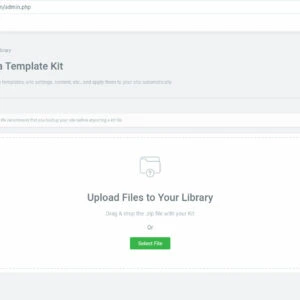 /admin.php
Library
a Template Kit
templates, site settings, content, etc., and apply them to your site automatically
We recommend that you backup your site before importing a kit file.
Upload Files to Your Library
Drag & drop the .zip file with your Kit
Or
Select File